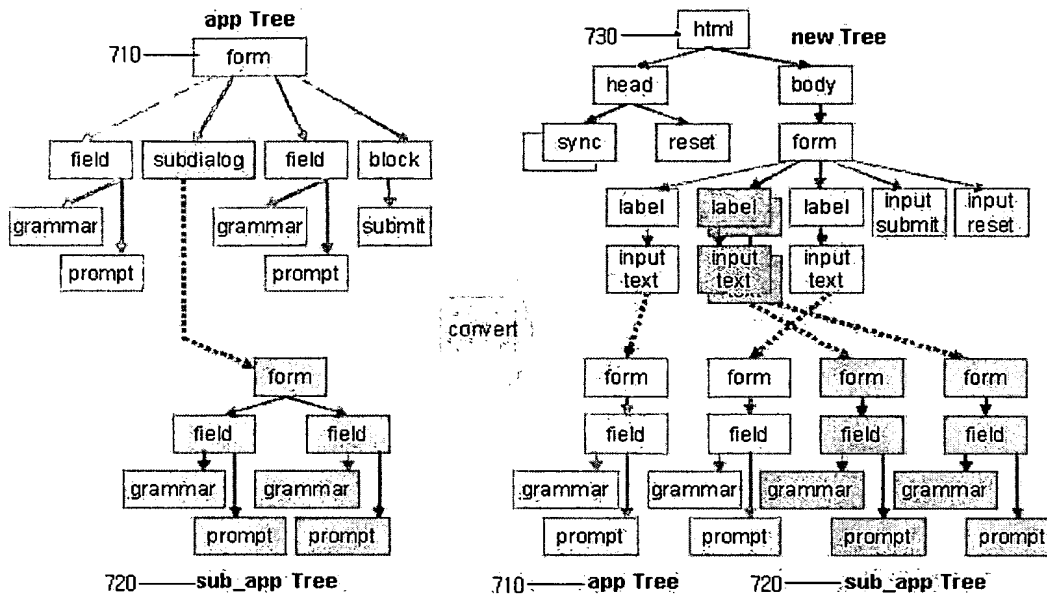 app Tree
710 form
field subdialog field block
grammar grammar submit
prompt prompt
form
field field
grammar grammar
prompt prompt
720 sub_app Tree
convert
730 html new Tree
head body
sync reset form
label label label input submit input reset
input text input text input text
form form form form
field field field field
grammar grammar grammar grammar
prompt prompt prompt prompt
710 app Tree 720 sub_app Tree